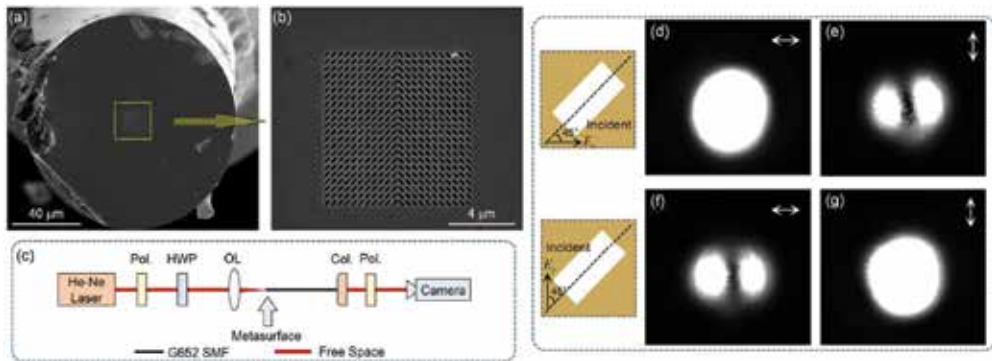 (a)
40 μm
(b)
4 μm
(c)
He-Ne
Laser
Pol.
HWP
OL
Metasurface
Col.
Pol.
Camera
G652 SMF
Free Space
Incident
45°
(d)
(e)
Incident
45°
(f)
(g)